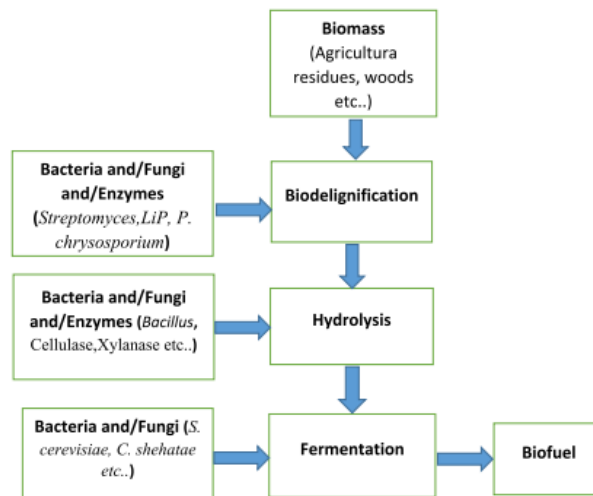 Biomass
(Agricultura
residues, woods
etc..)
Bacteria and/Fungi
and/Enzymes
(Streptomyces,LiP, P.
chrysosporium)
Biodelignification
Bacteria and/Fungi
and/Enzymes (Bacillus,
Cellulase,Xylanase etc..)
Hydrolysis
Bacteria and/Fungi (S.
cerevisiae, C. shehatae
etc..)
Fermentation
Biofuel